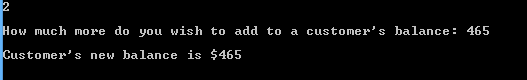 2
How much more do you wish to add to a customer's balance: 465
Customer's new balance is $465